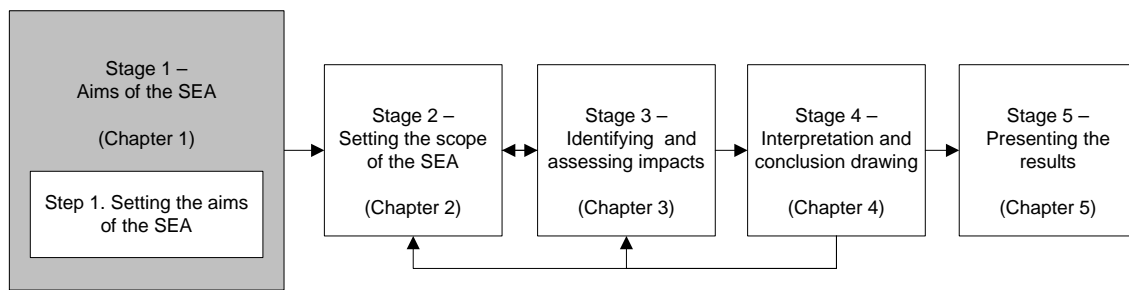 Stage 1 –
Aims of the SEA
(Chapter 1)
Step 1. Setting the aims
of the SEA
Stage 2 –
Setting the scope
of the SEA
(Chapter 2)
Stage 3 –
Identifying and
assessing impacts
(Chapter 3)
Stage 4 –
Interpretation and
conclusion drawing
(Chapter 4)
Stage 5 –
Presenting the
results
(Chapter 5)